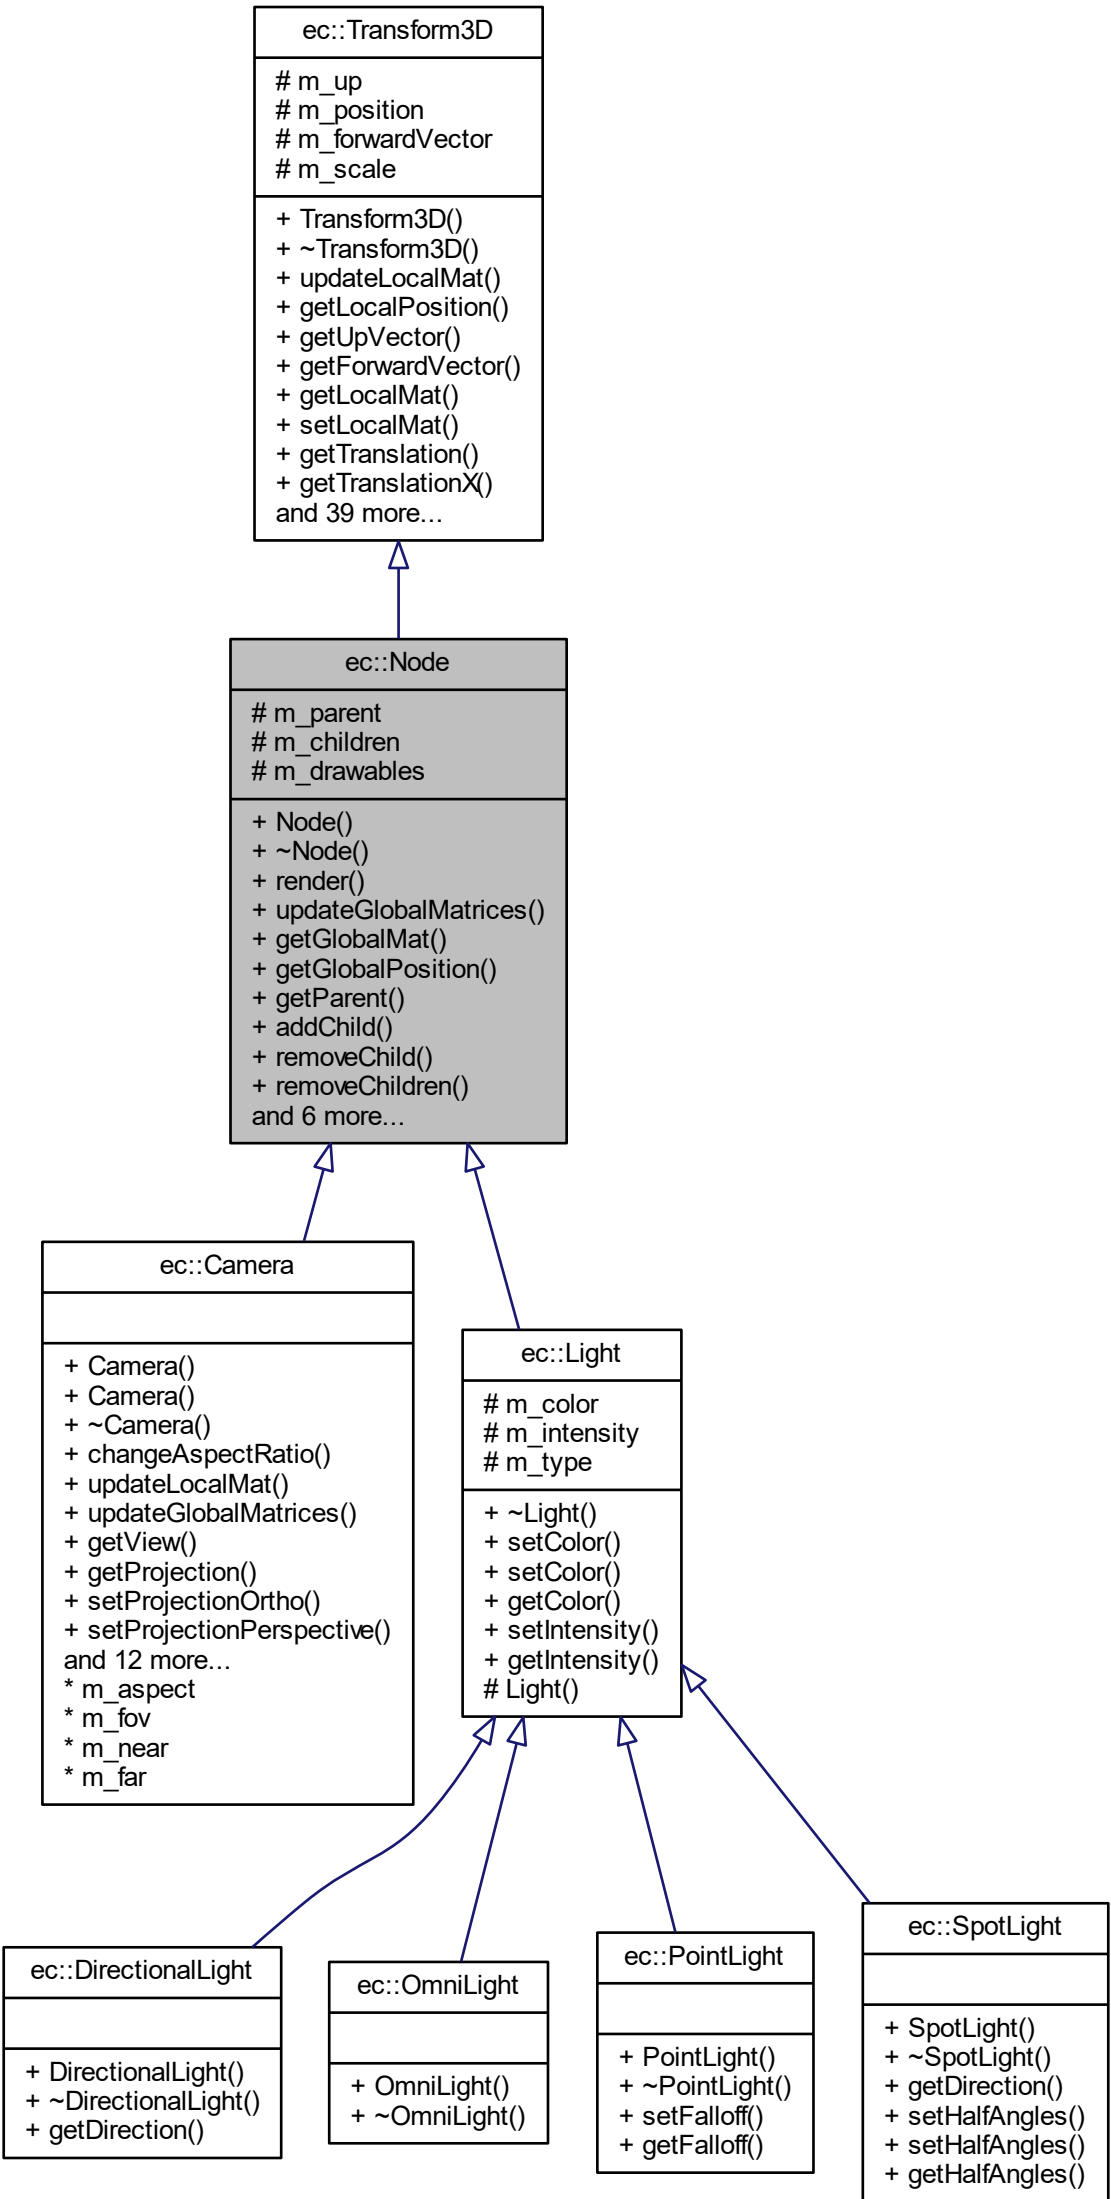 ec::Transform3D
# m_up
# m_position
# m_forwardVector
# m_scale
+ Transform3D()
+ ~Transform3D()
+ updateLocalMat()
+ getLocalPosition()
+ getUpVector()
+ getForwardVector()
+ getLocalMat()
+ setLocalMat()
+ getTranslation()
+ getTranslationX()
and 39 more...
ec::Node
# m_parent
# m_children
# m_drawables
+ Node()
+ ~Node()
+ render()
+ updateGlobalMatrices()
+ getGlobalMat()
+ getGlobalPosition()
+ getParent()
+ addChild()
+ removeChild()
+ removeChildren()
and 6 more...
ec::Camera
+ Camera()
+ Camera()
+ ~Camera()
+ changeAspectRatio()
+ updateLocalMat()
+ updateGlobalMatrices()
+ getView()
+ getProjection()
+ setProjectionOrtho()
+ setProjectionPerspective()
and 12 more...
* m_aspect
* m_fov
* m_near
* m_far
ec::Light
# m_color
# m_intensity
# m_type
+ ~Light()
+ setColor()
+ setColor()
+ getColor()
+ setIntensity()
+ getIntensity()
# Light()
ec::DirectionalLight
+ DirectionalLight()
+ ~DirectionalLight()
+ getDirection()
ec::OmniLight
+ OmniLight()
+ ~OmniLight()
ec::PointLight
+ PointLight()
+ ~PointLight()
+ setFalloff()
+ getFalloff()
ec::SpotLight
+ SpotLight()
+ ~SpotLight()
+ getDirection()
+ setHalfAngles()
+ setHalfAngles()
+ getHalfAngles()